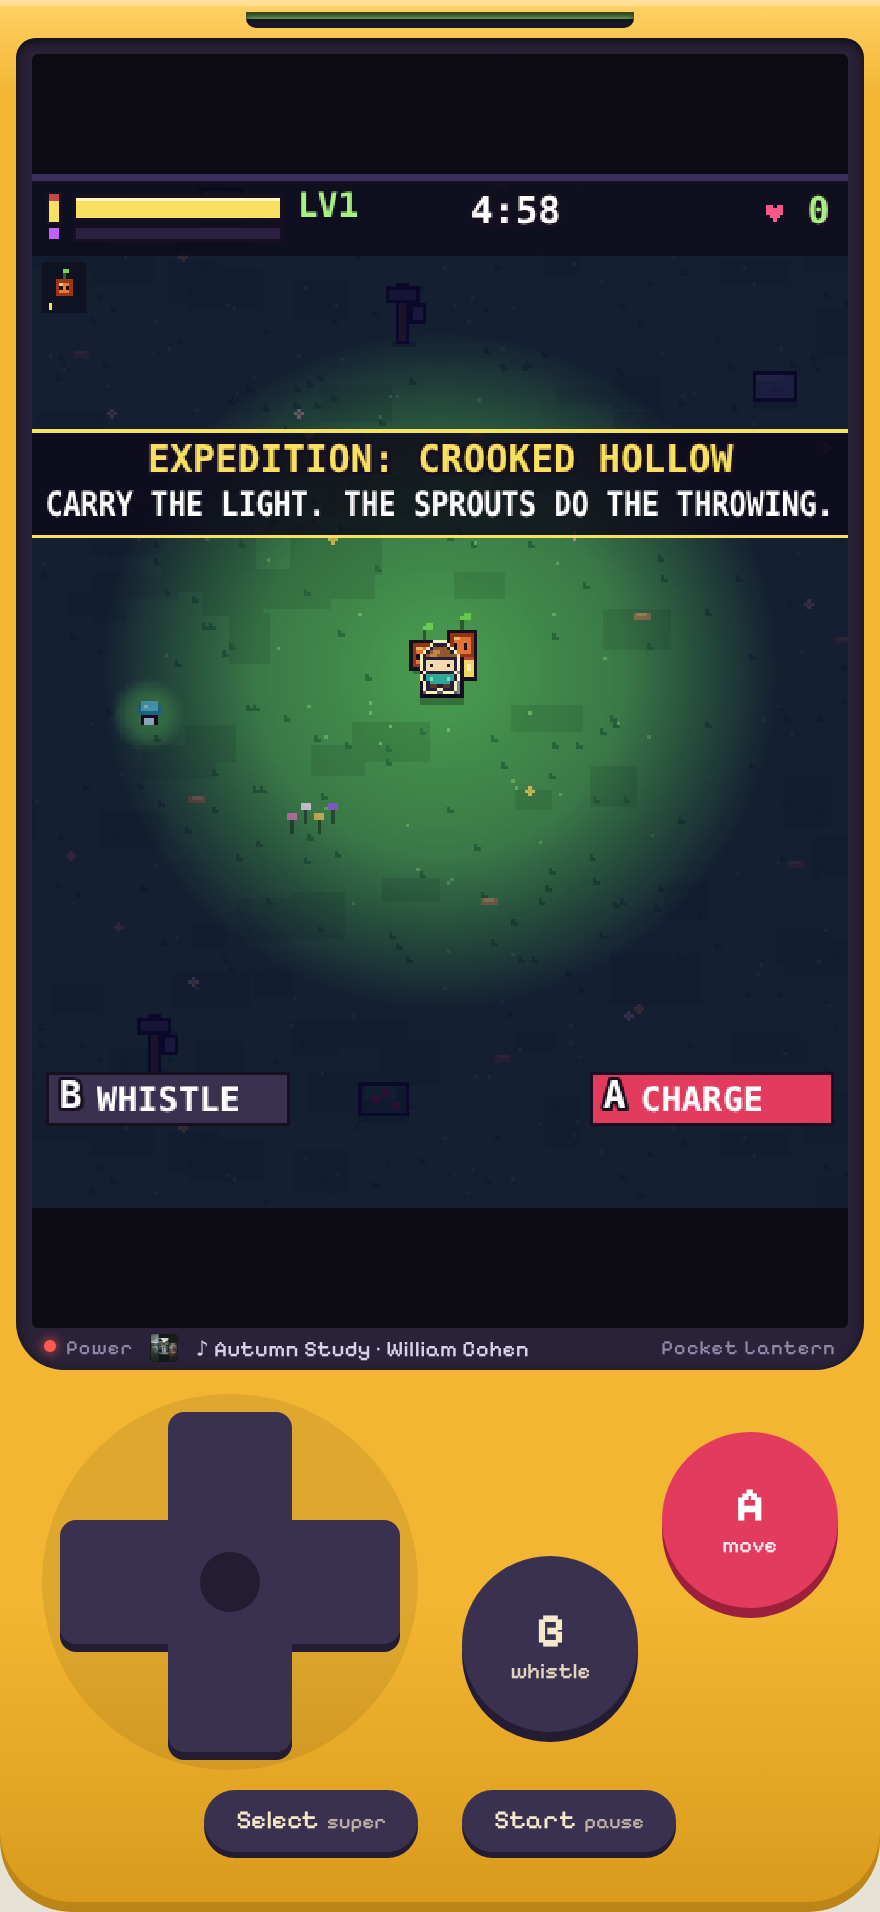 LV1
4:58
0
EXPEDITION: CROOKED HOLLOW
CARRY THE LIGHT. THE SPROUTS DO THE THROWING.
B WHISTLE
A CHARGE
Power
♪ Autumn Study · William Cohen
Pocket Lantern
A
move
B
whistle
Select super
Start pause